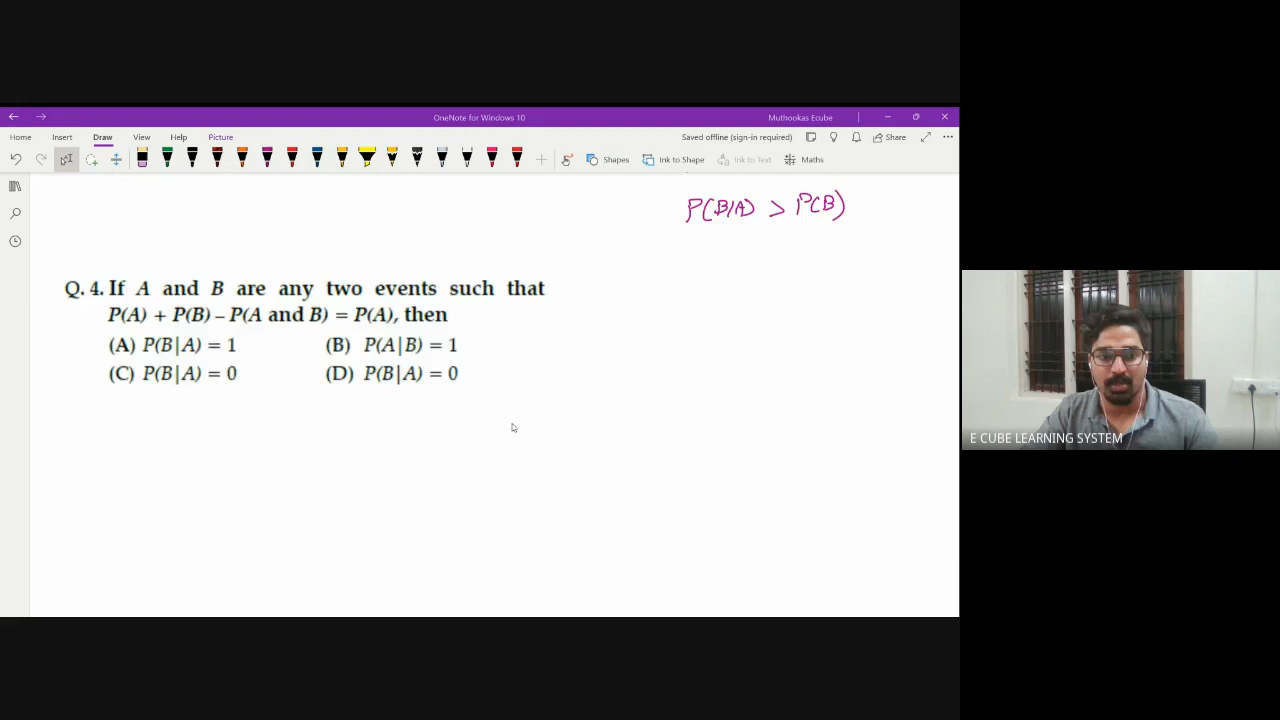 OneNote for Windows 10
Muthookas Ecube
Home Insert Draw View Help Picture
Saved offline (sign-in required) Share
Shapes Ink to Shape Ink to Text Maths
P(B/A) > P(B)
Q. 4. If A and B are any two events such that
P(A) + P(B) – P(A and B) = P(A), then
(A) P(B|A) = 1 (B) P(A|B) = 1
(C) P(B|A) = 0 (D) P(B|A) = 0
E CUBE LEARNING SYSTEM